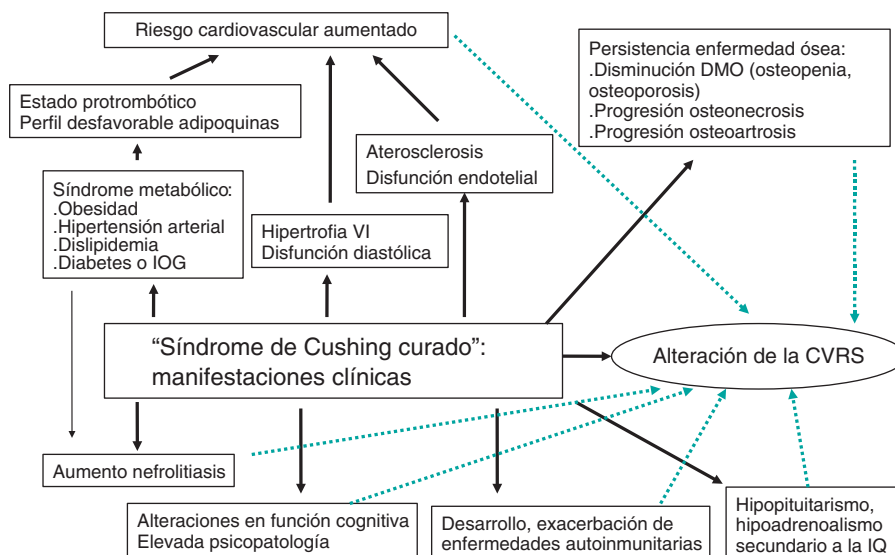 Riesgo cardiovascular aumentado
Persistencia enfermedad ósea:
.Disminución DMO (osteopenia,
osteoporosis)
.Progresión osteonecrosis
.Progresión osteoartrosis
Estado protrombótico
Perfil desfavorable adipoquinas
Aterosclerosis
Disfunción endotelial
Síndrome metabólico:
.Obesidad
.Hipertensión arterial
.Dislipidemia
.Diabetes o IOG
Hipertrofia VI
Disfunción diastólica
“Síndrome de Cushing curado”:
manifestaciones clínicas
Alteración de la CVRS
Aumento nefrolitiasis
Alteraciones en función cognitiva
Elevada psicopatología
Desarrollo, exacerbación de
enfermedades autoinmunitarias
Hipopituitarismo,
hipoadrenoalismo
secundario a la IQ